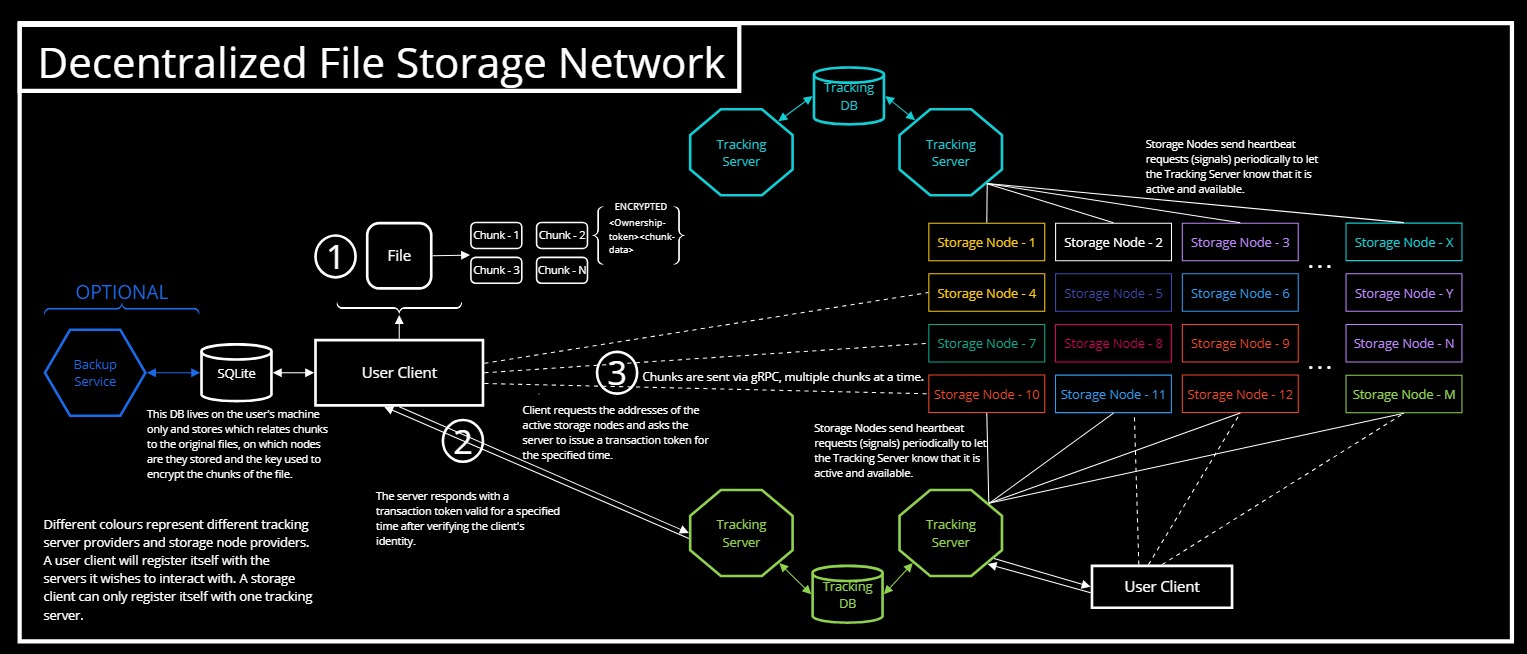 Decentralized File Storage Network
Tracking
DB
Tracking
Server
Tracking
Server
Storage Nodes send heartbeat
requests (signals) periodically to let
the Tracking Server know that it is
active and available.
1
File
Chunk - 1
Chunk - 2
Chunk - 3
Chunk - N
ENCRYPTED
<Ownership-
token><chunk-
data>
Storage Node - 1
Storage Node - 2
Storage Node - 3
Storage Node - X
...
Storage Node - 4
Storage Node - 5
Storage Node - 6
Storage Node - Y
Storage Node - 7
Storage Node - 8
Storage Node - 9
Storage Node - N
...
Storage Node - 10
Storage Node - 11
Storage Node - 12
Storage Node - M
OPTIONAL
Backup
Service
SQLite
User Client
3
Chunks are sent via gRPC, multiple chunks at a time.
This DB lives on the user's machine
only and stores which relates chunks
to the original files, on which nodes
are they stored and the key used to
encrypt the chunks of the file.
2
Client requests the addresses of the
active storage nodes and asks the
server to issue a transaction token for
the specified time.
Storage Nodes send heartbeat
requests (signals) periodically to let
the Tracking Server know that it is
active and available.
The server responds with a
transaction token valid for a specified
time after verifying the client's
identity.
Different colours represent different tracking
server providers and storage node providers.
A user client will register itself with the
servers it wishes to interact with. A storage
client can only register itself with one tracking
server.
Tracking
Server
Tracking
Server
Tracking
DB
User Client